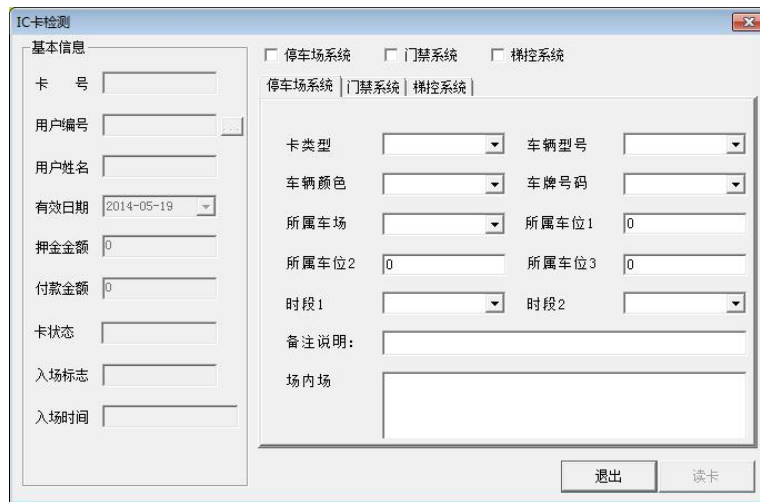 IC卡检测
基本信息
卡 号
用户编号
...
用户姓名
有效日期 2014-05-19
押金金额 0
付款金额 0
卡状态
入场标志
入场时间
停车场系统 门禁系统 梯控系统
停车场系统 门禁系统 梯控系统
卡类型 车辆型号
车辆颜色 车牌号码
所属车场 所属车位1 0
所属车位2 0 所属车位3 0
时段1 时段2
备注说明:
场内场
退出 读卡